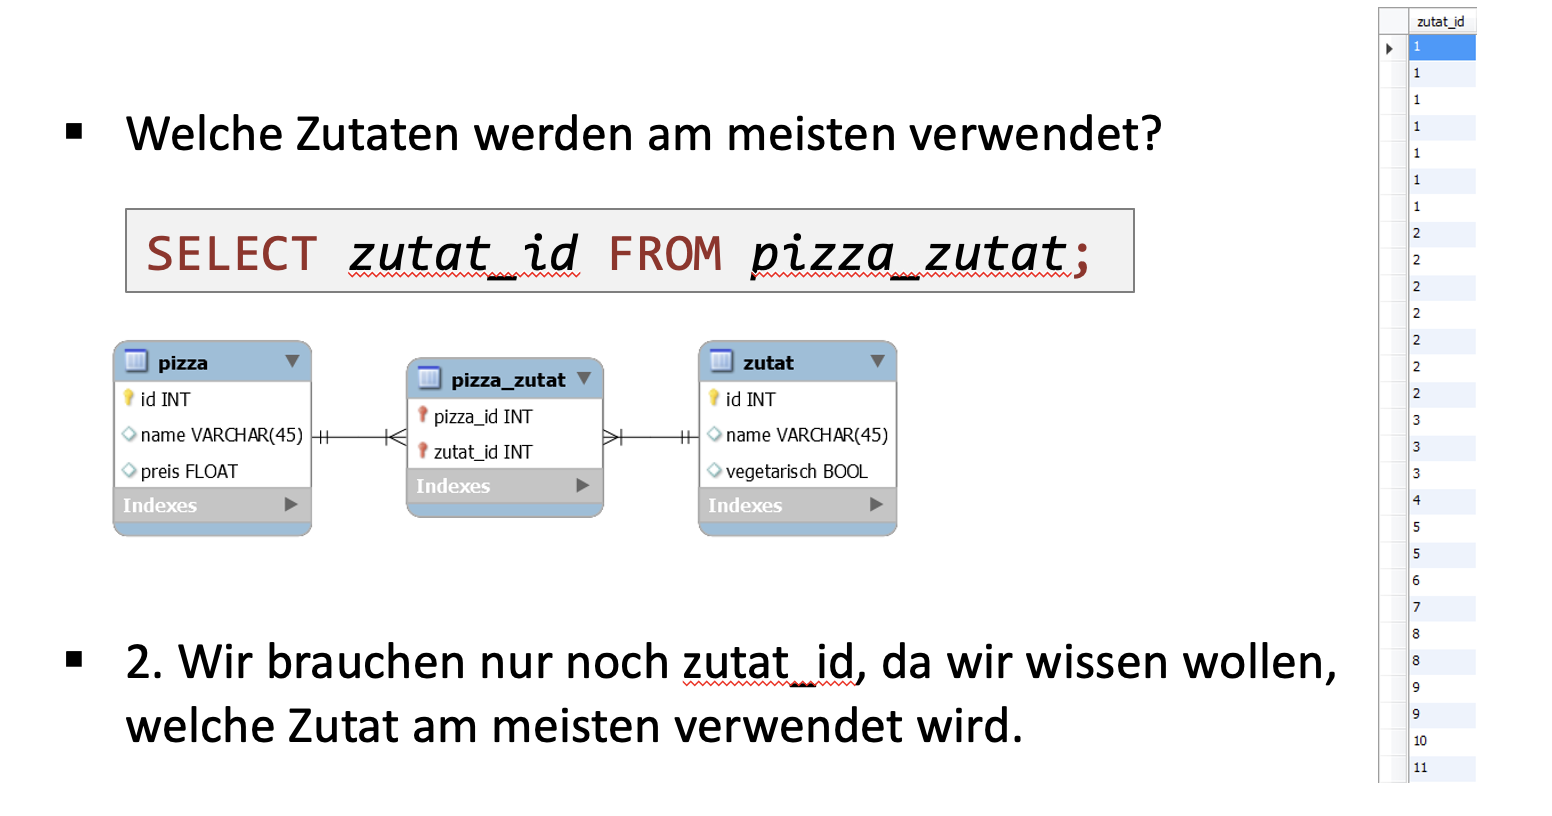 ▪ Welche Zutaten werden am meisten verwendet?
SELECT zutat_id FROM pizza_zutat;
pizza
id INT
name VARCHAR(45)
preis FLOAT
Indexes
pizza_zutat
pizza_id INT
zutat_id INT
Indexes
zutat
id INT
name VARCHAR(45)
vegetarisch BOOL
Indexes
▪ 2. Wir brauchen nur noch zutat_id, da wir wissen wollen,
welche Zutat am meisten verwendet wird.
zutat_id
1
1
1
1
1
1
1
2
2
2
2
2
2
2
3
3
3
4
5
5
6
7
8
8
9
9
10
11